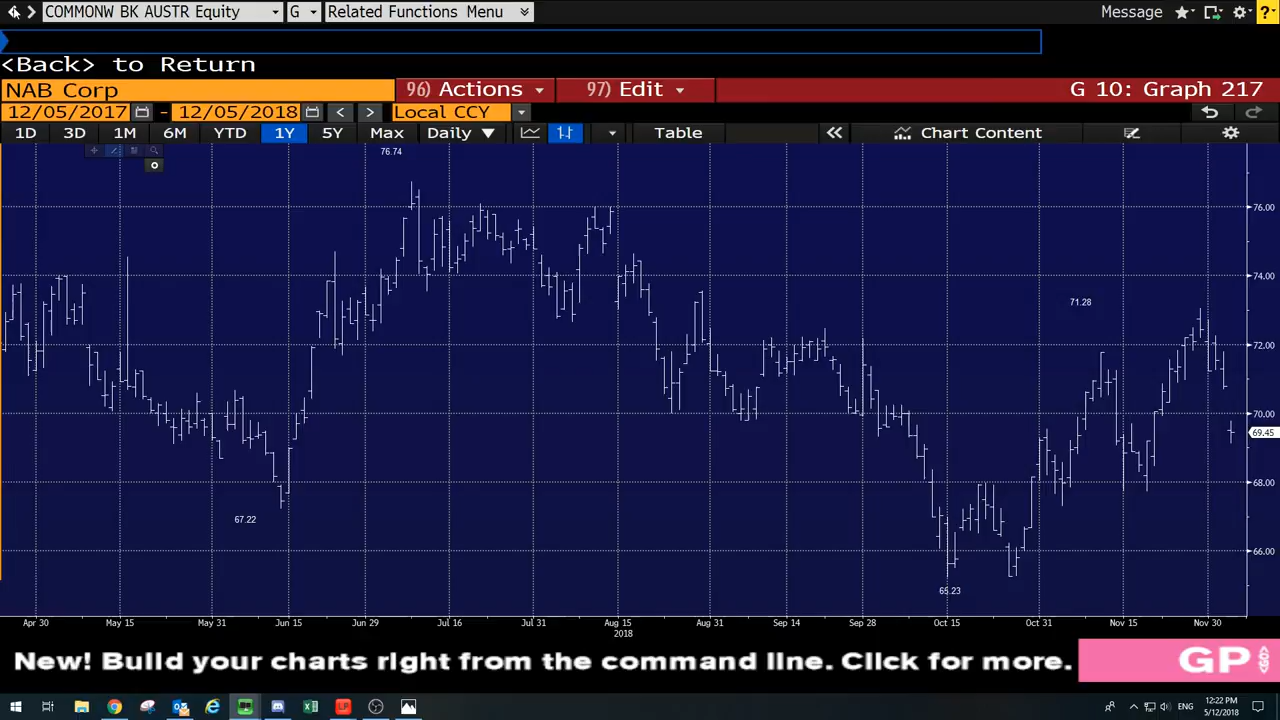 COMMONW BK AUSTR Equity G Related Functions Menu Message ?
<Back> to Return
NAB Corp 96) Actions 97) Edit G 10: Graph 217
12/05/2017 - 12/05/2018 Local CCY
1D 3D 1M 6M YTD 1Y 5Y Max Daily Table Chart Content
76.74
76.00
74.00
71.28
72.00
70.00
69.45
68.00
67.22
66.00
65.23
Apr 30 May 15 May 31 Jun 15 Jun 29 Jul 16 Jul 31 Aug 15 Aug 31 Sep 14 Sep 28 Oct 15 Oct 31 Nov 15 Nov 30
2018
New! Build your charts right from the command line. Click for more. GP
ENG 12:22 PM
5/12/2018